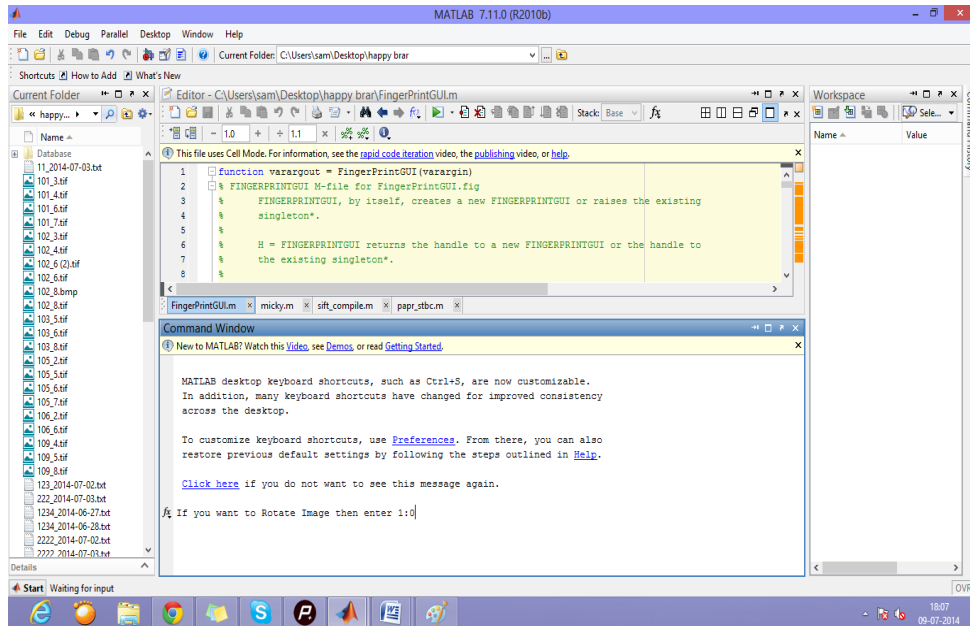 MATLAB 7.11.0 (R2010b)
File Edit Debug Parallel Desktop Window Help
Current Folder: C:\Users\sam\Desktop\happy brar
Shortcuts How to Add What's New
Current Folder
« happy...
Name
Database
11_2014-07-03.txt
101_3.tif
101_4.tif
101_6.tif
101_7.tif
102_3.tif
102_4.tif
102_6 (2).tif
102_6.tif
102_8.bmp
102_8.tif
103_5.tif
103_6.tif
103_8.tif
105_2.tif
105_5.tif
105_6.tif
105_7.tif
106_2.tif
106_6.tif
109_4.tif
109_5.tif
109_8.tif
123_2014-07-02.txt
222_2014-07-03.txt
1234_2014-06-27.txt
1234_2014-06-28.txt
2222_2014-07-02.txt
2222_2014-07-03.txt
Details
Editor - C:\Users\sam\Desktop\happy brar\FingerPrintGUI.m
Stack: Base
fx
- 1.0 + ÷ 1.1 ×
This file uses Cell Mode. For information, see the rapid code iteration video, the publishing video, or help.
1 function varargout = FingerPrintGUI(varargin)
2 % FINGERPRINTGUI M-file for FingerPrintGUI.fig
3 % FINGERPRINTGUI, by itself, creates a new FINGERPRINTGUI or raises the existing
4 % singleton*.
5 %
6 % H = FINGERPRINTGUI returns the handle to a new FINGERPRINTGUI or the handle to
7 % the existing singleton*.
8 %
FingerPrintGUI.m micky.m sift_compile.m papr_stbc.m
Command Window
New to MATLAB? Watch this Video, see Demos, or read Getting Started.
MATLAB desktop keyboard shortcuts, such as Ctrl+S, are now customizable.
In addition, many keyboard shortcuts have changed for improved consistency
across the desktop.
To customize keyboard shortcuts, use Preferences. From there, you can also
restore previous default settings by following the steps outlined in Help.
Click here if you do not want to see this message again.
fx If you want to Rotate Image then enter 1:0
Workspace
Sele...
Name Value
Command History
Start Waiting for input
OVR
18:07
09-07-2014